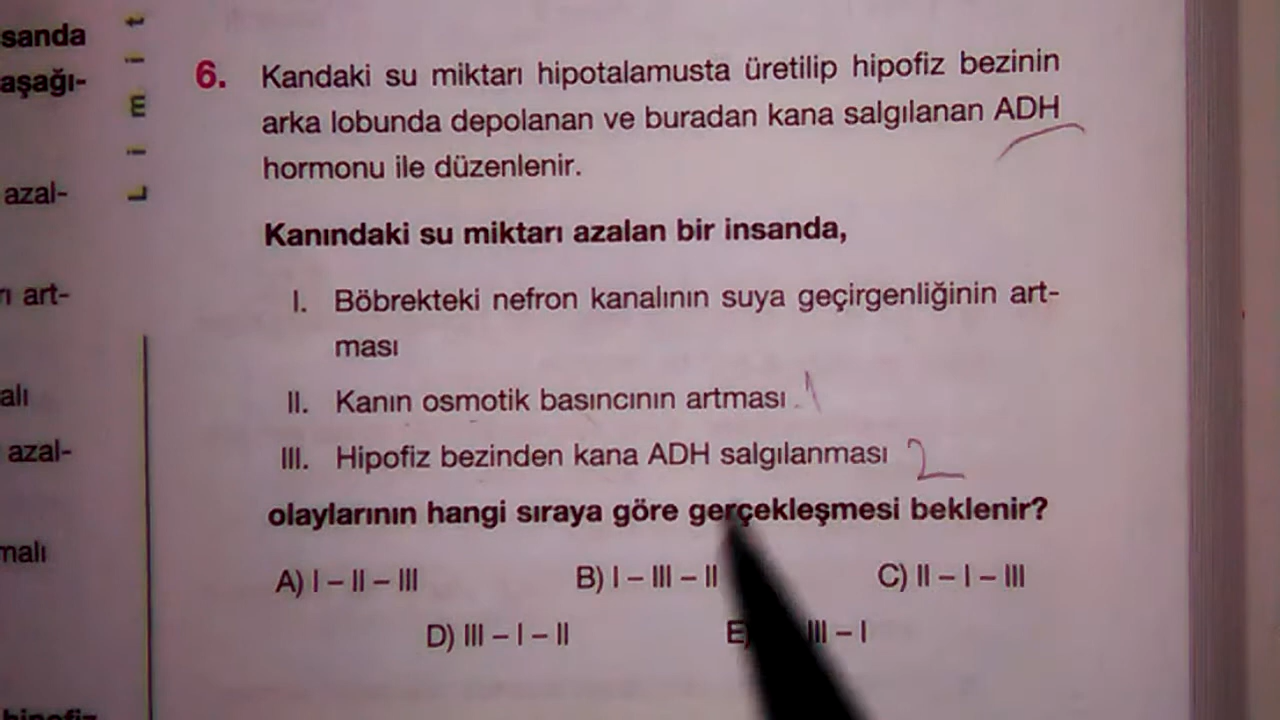 sanda
aşağı-
azal-
art-
alı
azal-
malı
t
i
m
i
L
6. Kandaki su miktarı hipotalamusta üretilip hipofiz bezinin
arka lobunda depolanan ve buradan kana salgılanan ADH
hormonu ile düzenlenir.
Kanındaki su miktarı azalan bir insanda,
I. Böbrekteki nefron kanalının suya geçirgenliğinin art-
ması
II. Kanın osmotik basıncının artması 1
III. Hipofiz bezinden kana ADH salgılanması 2
olaylarının hangi sıraya göre gerçekleşmesi beklenir?
A) I – II – III B) I – III – II C) II – I – III
D) III – I – II E) III – I